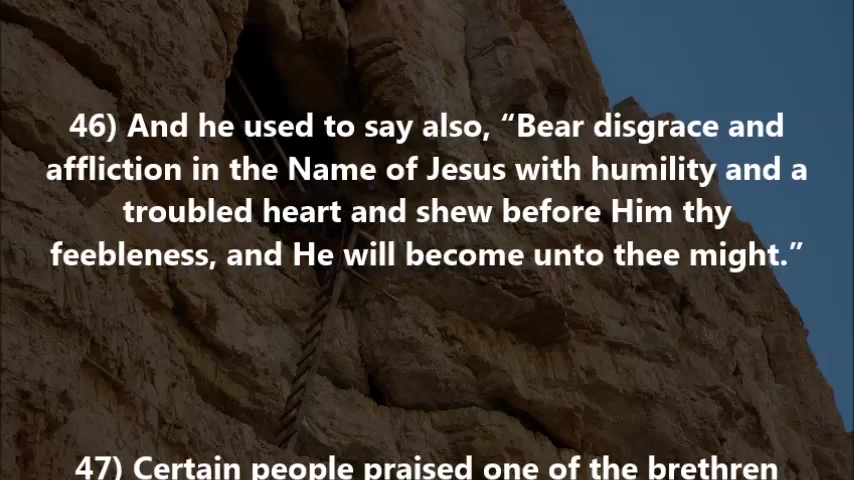 46) And he used to say also, “Bear disgrace and
affliction in the Name of Jesus with humility and a
troubled heart and shew before Him thy
feebleness, and He will become unto thee might.”
47) Certain people praised one of the brethren